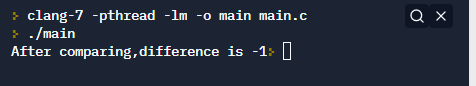 > clang-7 -pthread -lm -o main main.c
> ./main
After comparing,difference is -1>